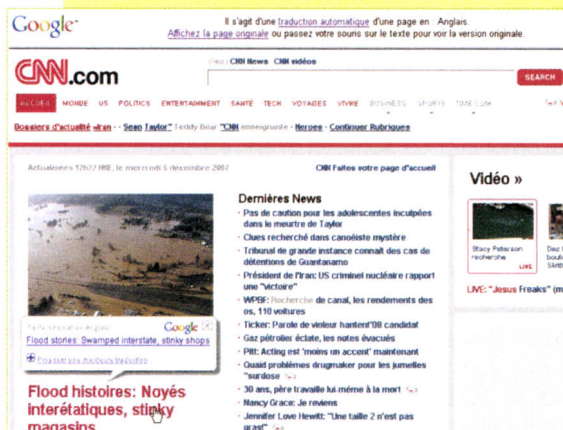 Google
Il s'agit d'une traduction automatique d'une page en : Anglais.
Affichez la page originale ou passez votre souris sur le texte pour voir la version originale.
CNN.com
CNN News CNN vidéos
SEARCH
ACCUEIL MONDE US POLITICS ENTERTAINMENT SANTÉ TECH VOYAGES VIVRE BUSINESS SPORTS TIME.COM
Dossiers d'actualité Iran - Sean Taylor" Teddy Bear "CNN enseignante - Heroes - Continuer Rubriques
Actualisées 12h22 HNE, le mercredi 5 décembre 2007
CNN Faites votre page d'accueil
Dernières News
· Pas de caution pour les adolescentes inculpées
dans le meurtre de Taylor
· Clues recherché dans canoéiste mystère
· Tribunal de grande instance connaît des cas de
détentions de Guantanamo
· Président de l'Iran: US criminel nucléaire rapport
une "victoire"
· WPBF: Recherche de canal, les rendements des
os, 110 voitures
· Ticker: Parole de violeur hantent'08 candidat
· Gaz pétrolier éclate, les notes évacués
· Pitt: Acting est 'moins un accent' maintenant
· Quaid problèmes drugmaker pour les jumelles
"surdose
· 30 ans, père travaille lui-même à la mort
· Nancy Grace: Je reviens
· Jennifer Love Hewitt: "Une taille 2 n'est pas
gras!"
Google
Flood stories: Swamped interstate, stinky shops
Flood histoires: Noyés
interétatiques, stinky
magasins
Vidéo »
Stacy Peterson
recherche
LIVE
LIVE: "Jesus Freaks"